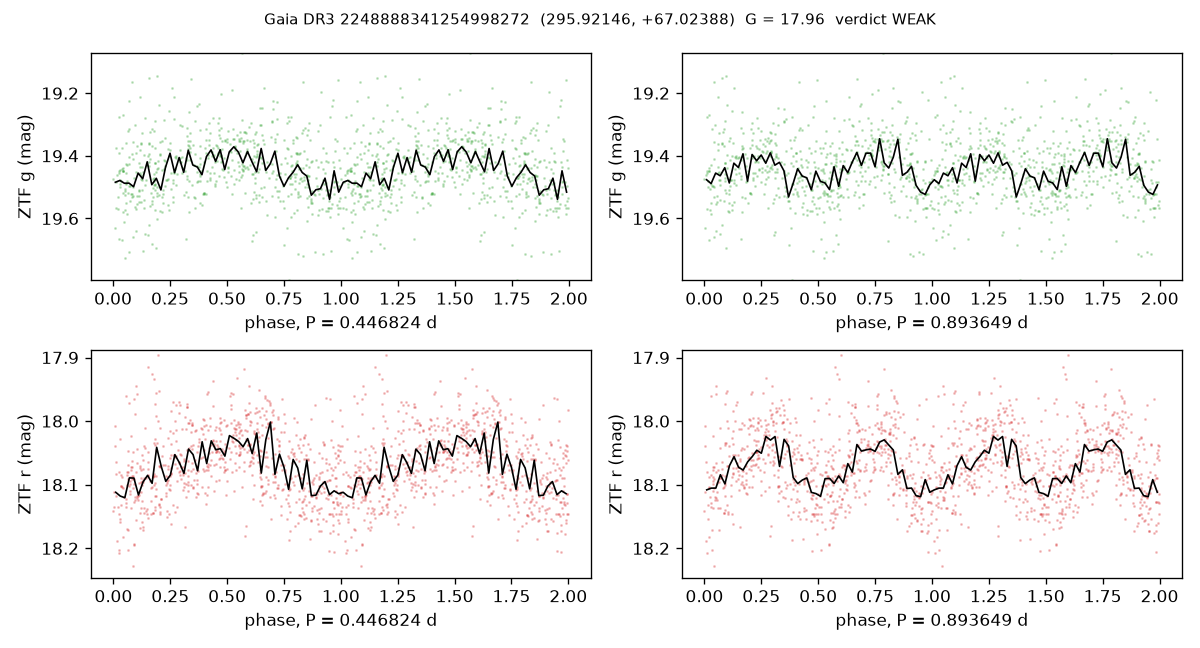 Gaia DR3 2248888341254998272 (295.92146, +67.02388) G = 17.96 verdict WEAK
ZTF g (mag)
19.2
19.4
19.6
0.00 0.25 0.50 0.75 1.00 1.25 1.50 1.75 2.00
phase, P = 0.446824 d
ZTF g (mag)
19.2
19.4
19.6
0.00 0.25 0.50 0.75 1.00 1.25 1.50 1.75 2.00
phase, P = 0.893649 d
ZTF r (mag)
17.9
18.0
18.1
18.2
0.00 0.25 0.50 0.75 1.00 1.25 1.50 1.75 2.00
phase, P = 0.446824 d
ZTF r (mag)
17.9
18.0
18.1
18.2
0.00 0.25 0.50 0.75 1.00 1.25 1.50 1.75 2.00
phase, P = 0.893649 d